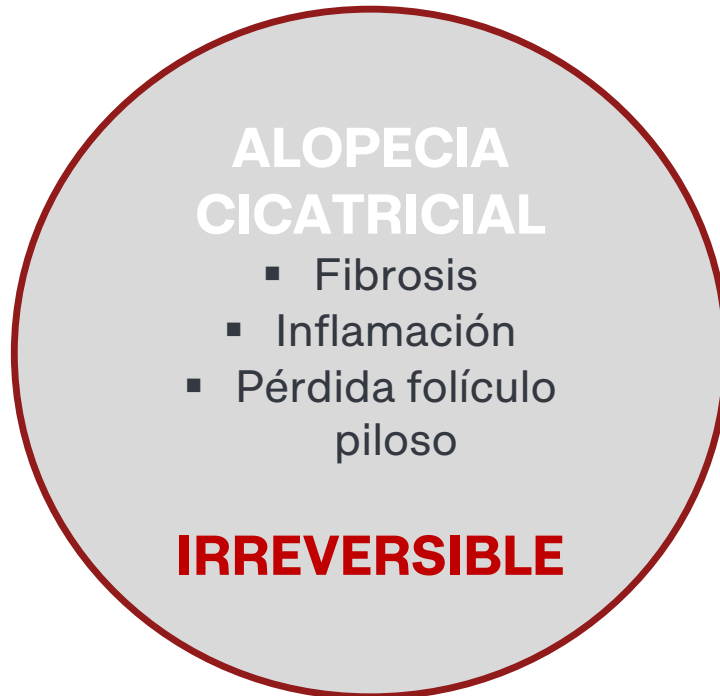 ALOPECIA
CICATRICIAL
▪ Fibrosis
▪ Inflamación
▪ Pérdida folículo
piloso
IRREVERSIBLE